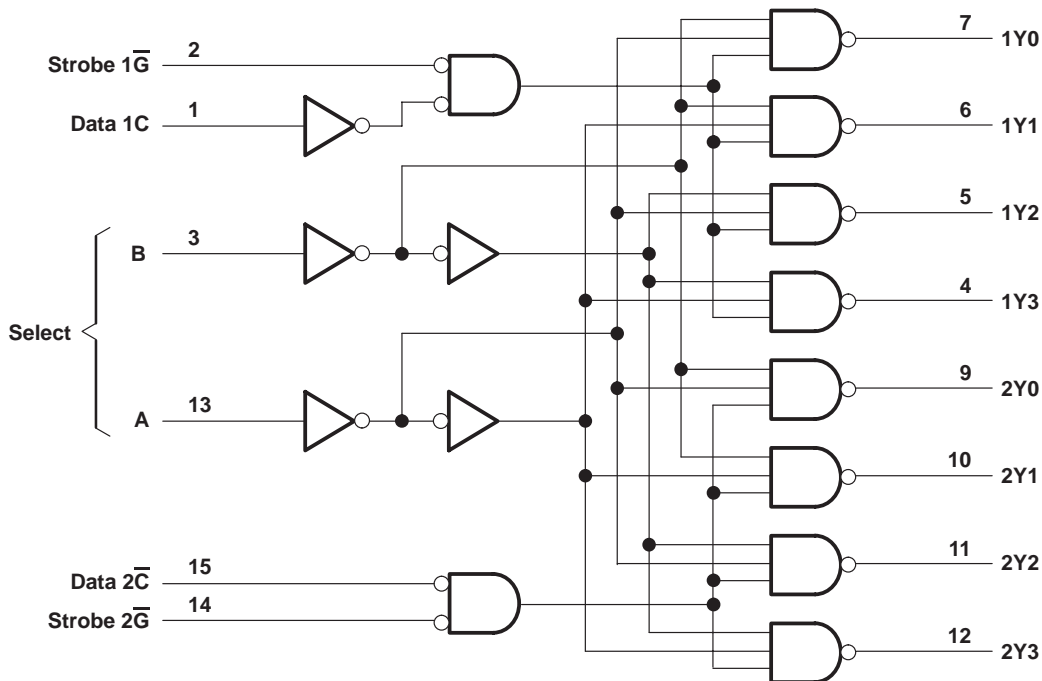 Strobe 1G̅ 2
Data 1C 1
Select
B 3
A 13
Data 2C̅ 15
Strobe 2G̅ 14
7 1Y0
6 1Y1
5 1Y2
4 1Y3
9 2Y0
10 2Y1
11 2Y2
12 2Y3